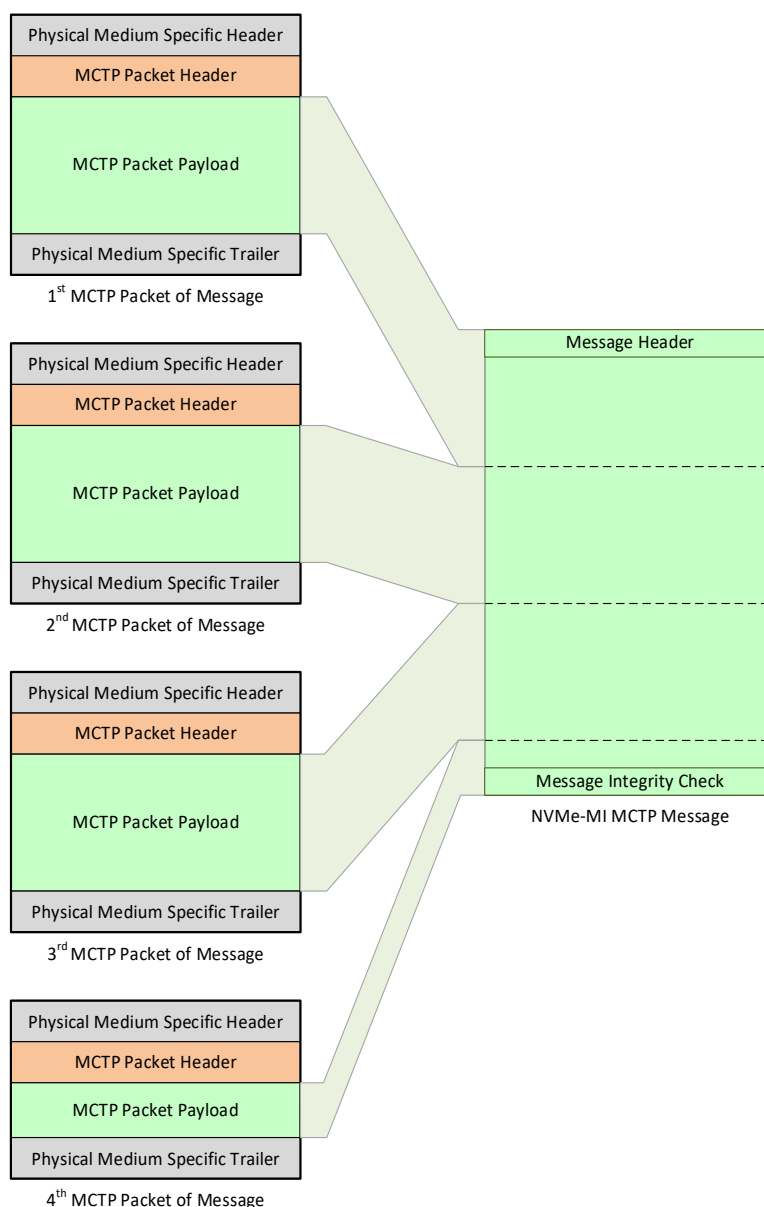 Physical Medium Specific Header
MCTP Packet Header
MCTP Packet Payload
Physical Medium Specific Trailer
1st MCTP Packet of Message
Physical Medium Specific Header
MCTP Packet Header
MCTP Packet Payload
Physical Medium Specific Trailer
2nd MCTP Packet of Message
Physical Medium Specific Header
MCTP Packet Header
MCTP Packet Payload
Physical Medium Specific Trailer
3rd MCTP Packet of Message
Physical Medium Specific Header
MCTP Packet Header
MCTP Packet Payload
Physical Medium Specific Trailer
4th MCTP Packet of Message
Message Header
Message Integrity Check
NVMe-MI MCTP Message